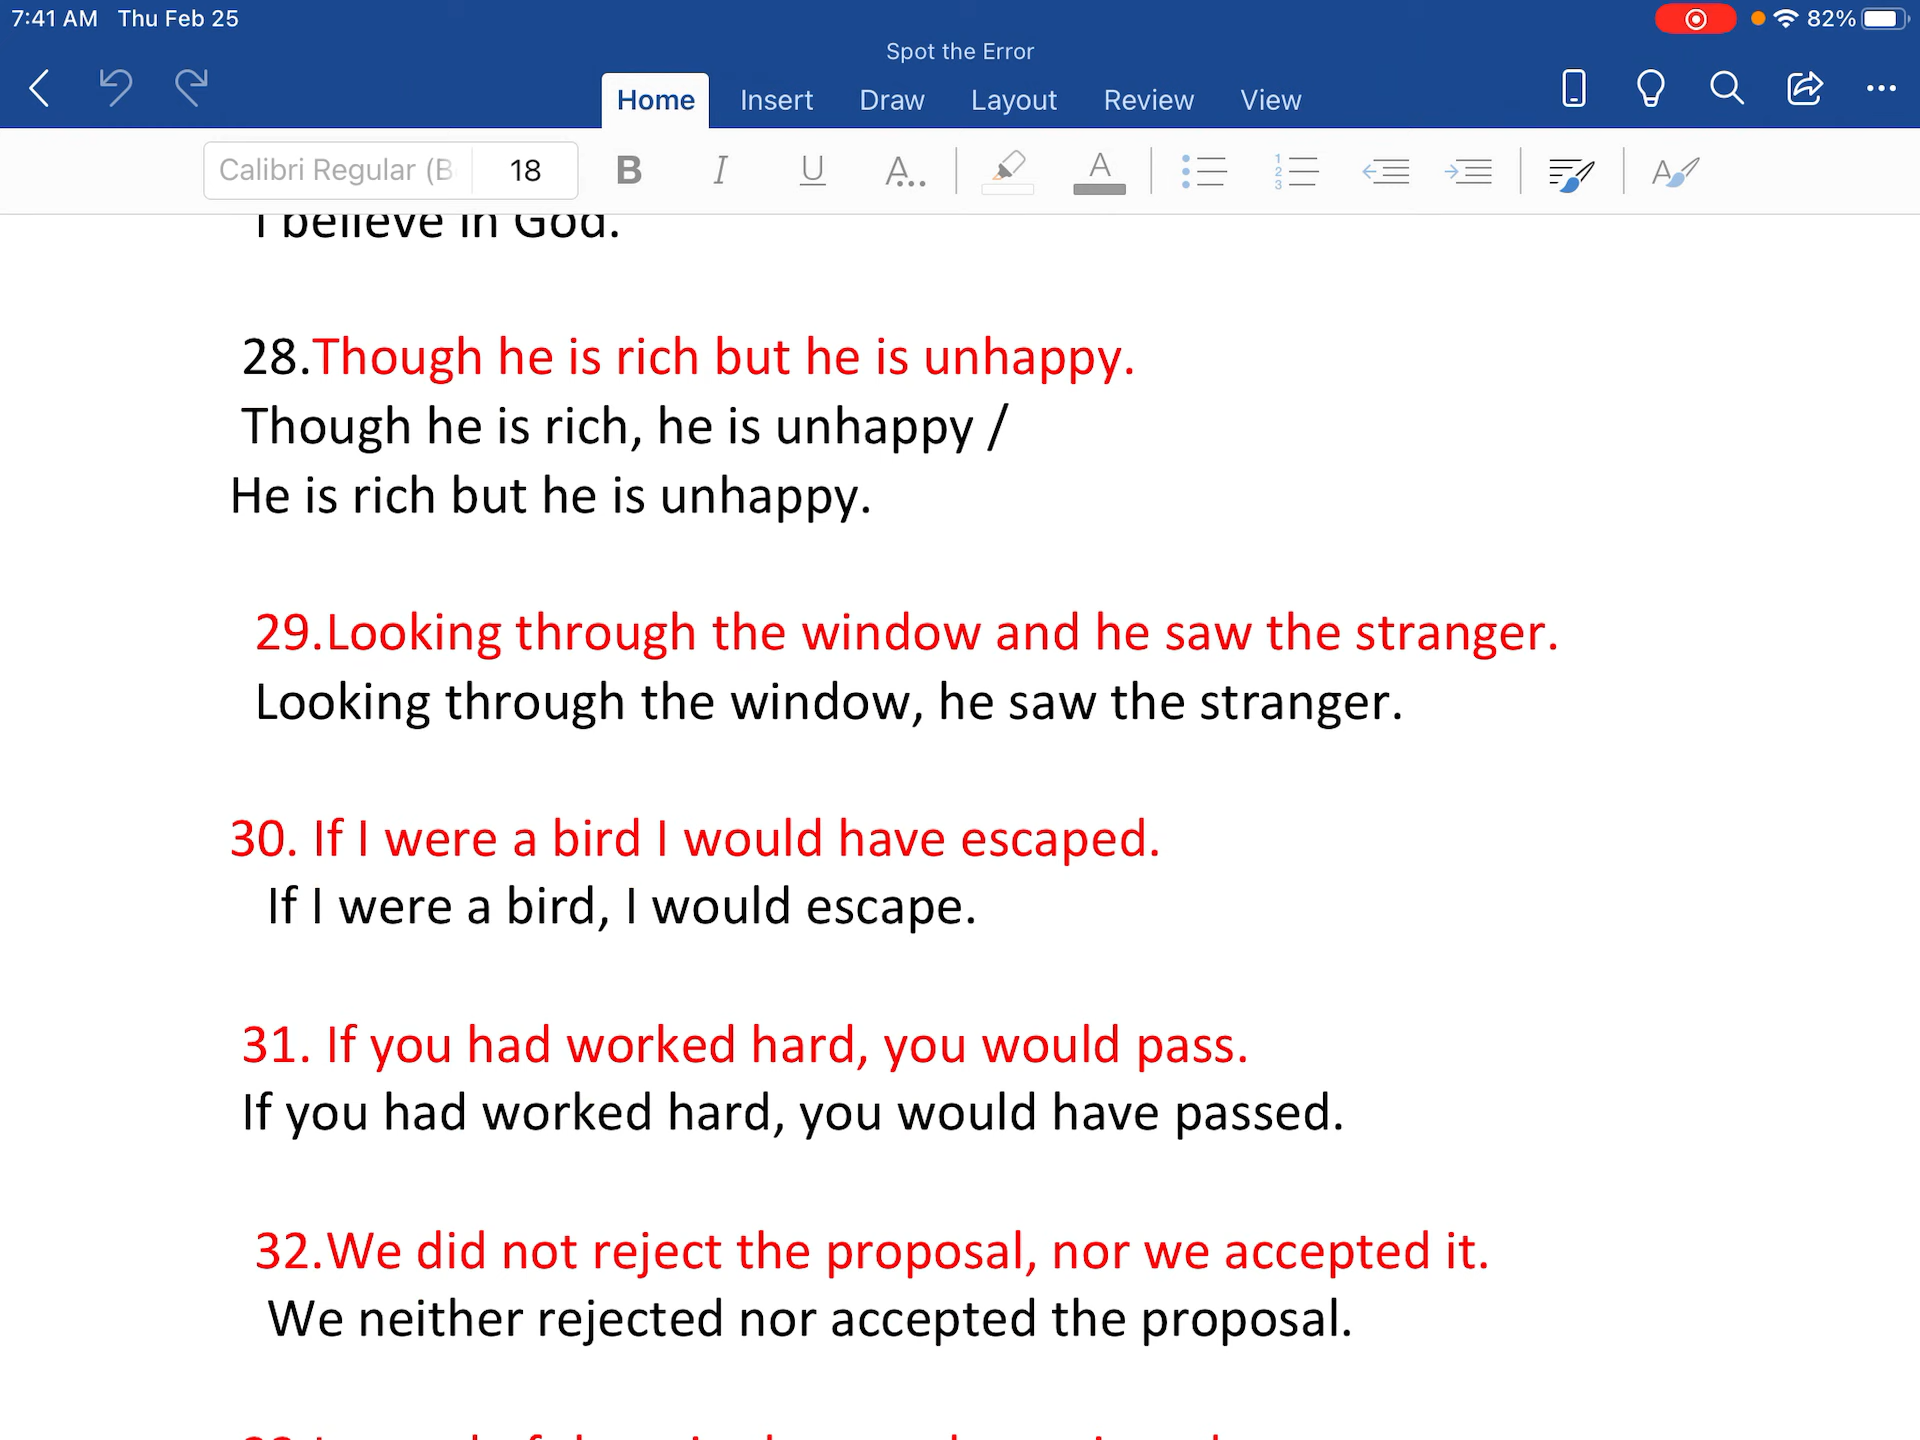 7:41 AM Thu Feb 25
82%
Spot the Error
Home Insert Draw Layout Review View
Calibri Regular (B 18 B I U A... A
I believe in God.
28.Though he is rich but he is unhappy.
Though he is rich, he is unhappy /
He is rich but he is unhappy.
29.Looking through the window and he saw the stranger.
Looking through the window, he saw the stranger.
30. If I were a bird I would have escaped.
If I were a bird, I would escape.
31. If you had worked hard, you would pass.
If you had worked hard, you would have passed.
32.We did not reject the proposal, nor we accepted it.
We neither rejected nor accepted the proposal.